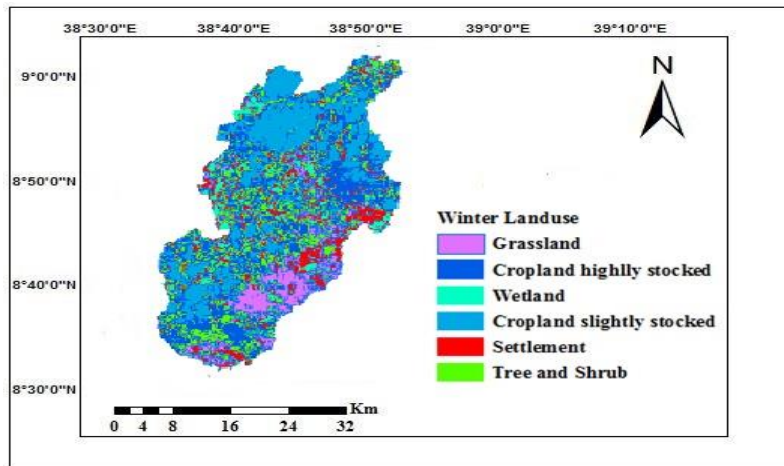 38°30'0"E 38°40'0"E 38°50'0"E 39°0'0"E 39°10'0"E
9°0'0"N
N
8°50'0"N
Winter Landuse
Grassland
8°40'0"N
Cropland highlly stocked
Wetland
Cropland slightly stocked
Settlement
Tree and Shrub
8°30'0"N
Km
0 4 8 16 24 32